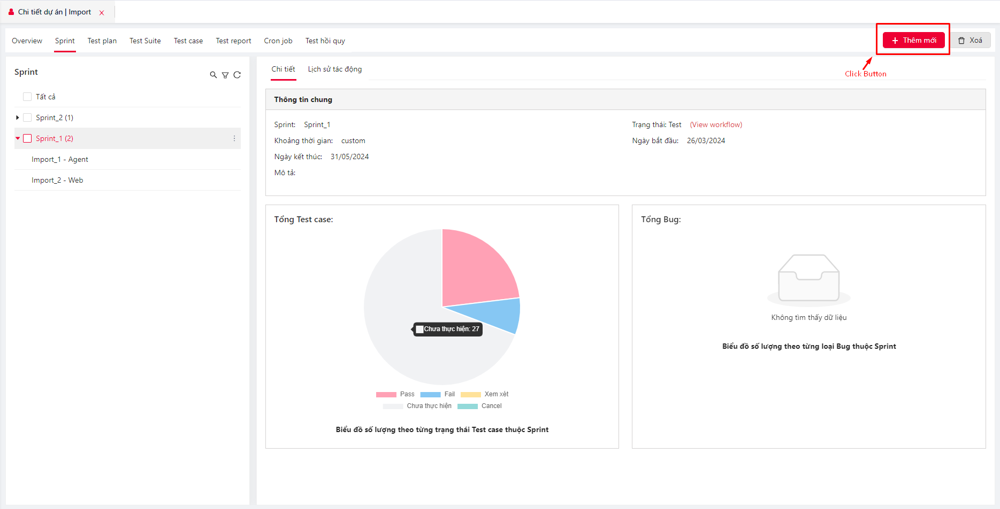 Chi tiết dự án | Import
Overview Sprint Test plan Test Suite Test case Test report Cron job Test hồi quy
Thêm mới
Xoá
Click Button
Sprint
Tất cả
Sprint_2 (1)
Sprint_1 (2)
Import_1 - Agent
Import_2 - Web
Chi tiết Lịch sử tác động
Thông tin chung
Sprint: Sprint_1
Trạng thái: Test (View workflow)
Khoảng thời gian: custom
Ngày bắt đầu: 26/03/2024
Ngày kết thúc: 31/05/2024
Mô tả:
Tổng Test case:
Chưa thực hiện: 27
Pass Fail Xem xét
Chưa thực hiện Cancel
Biểu đồ số lượng theo từng trạng thái Test case thuộc Sprint
Tổng Bug:
Không tìm thấy dữ liệu
Biểu đồ số lượng theo từng loại Bug thuộc Sprint